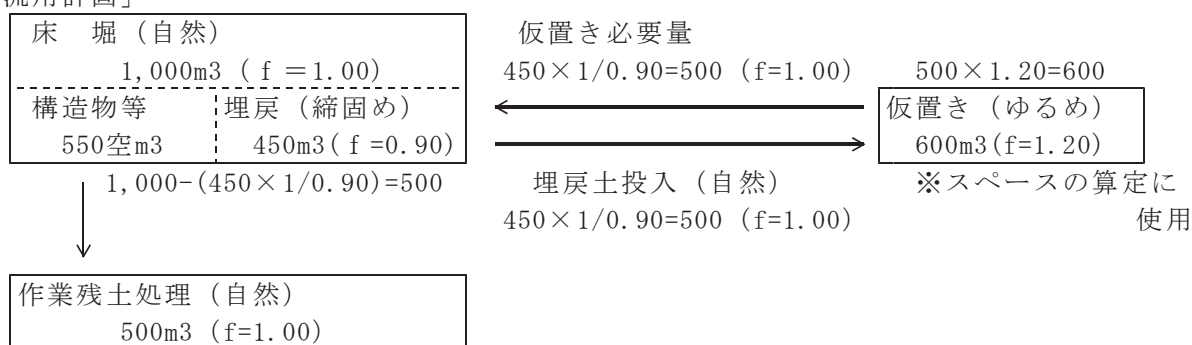 床　堀（自然）
1,000m3 ( f ＝1.00)
構造物等
550空m3
埋戻（締固め）
450m3( f =0.90)
仮置き必要量
450×1/0.90=500 (f=1.00)
500×1.20=600
仮置き（ゆるめ）
600m3(f=1.20)
※スペースの算定に
使用
埋戻土投入（自然）
450×1/0.90=500 (f=1.00)
1,000-(450×1/0.90)=500
作業残土処理（自然）
500m3 (f=1.00)